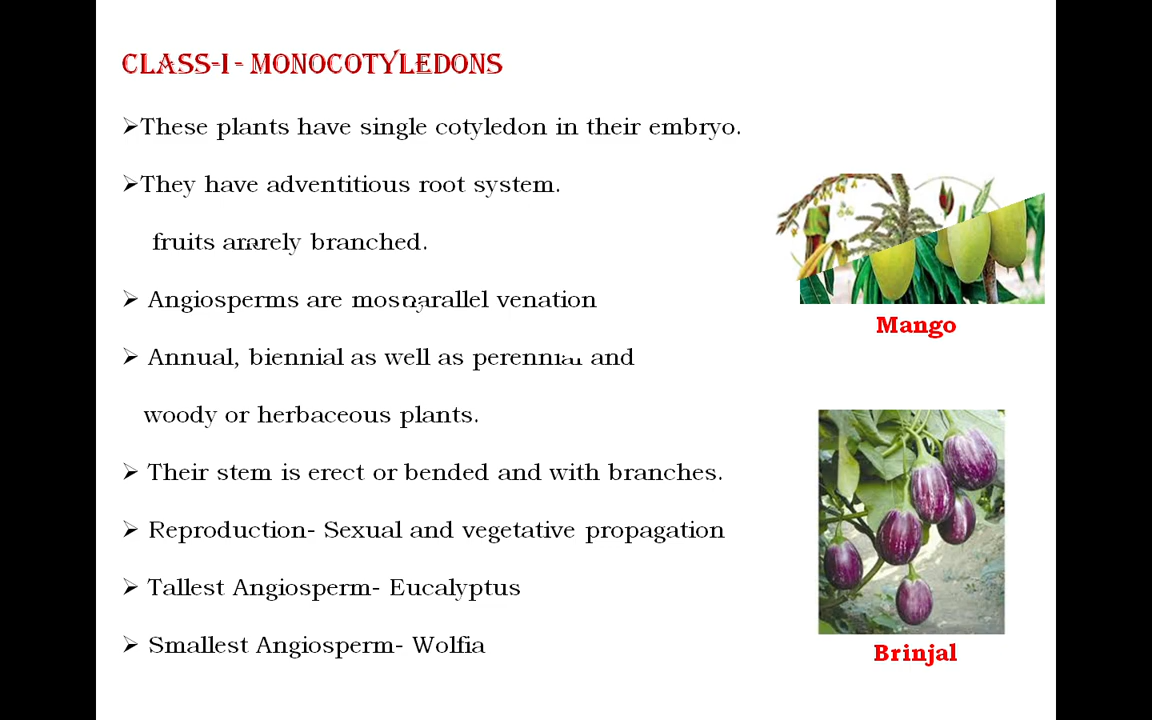 CLASS-I - MONOCOTYLEDONS
➢These plants have single cotyledon in their embryo.
➢They have adventitious root system.
fruits branched.
➢ Angiosperms are venation
➢ Annual, biennial as well as perennial and
woody or herbaceous plants.
➢ Their stem is erect or bended and with branches.
➢ Reproduction- Sexual and vegetative propagation
➢ Tallest Angiosperm- Eucalyptus
➢ Smallest Angiosperm- Wolfia
Mango
Brinjal